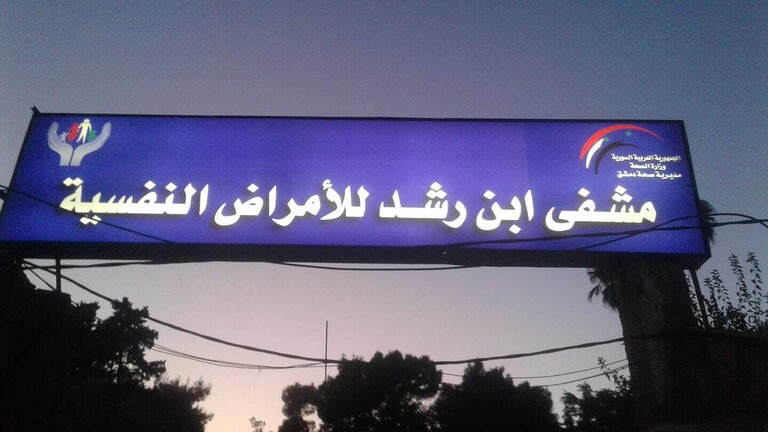 الجمهورية العربية السورية
وزارة الصحة
مديرية صحة دمشق
مشفى ابن رشد للأمراض النفسية